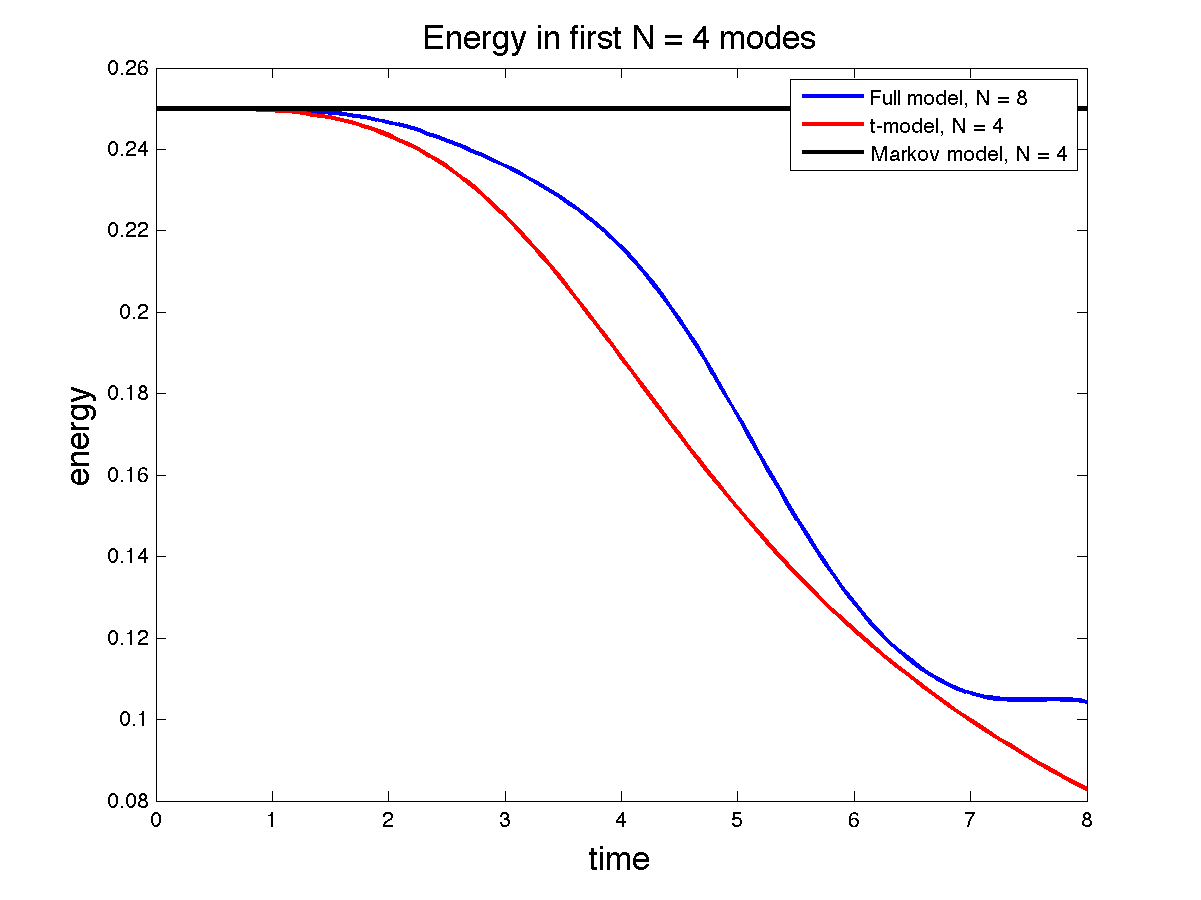 Energy in first N = 4 modes
0.26
0.24
0.22
0.2
0.18
0.16
0.14
0.12
0.1
0.08
energy
Full model, N = 8
t-model, N = 4
Markov model, N = 4
0 1 2 3 4 5 6 7 8
time